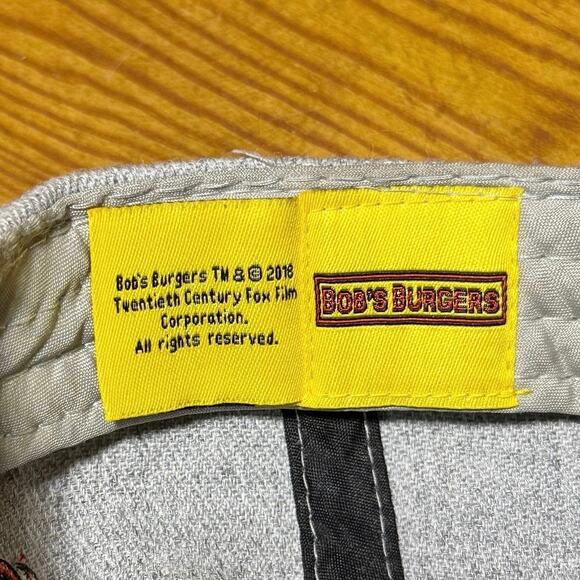 Bob's Burgers TM & © 2018
Twentieth Century Fox Film
Corporation.
All rights reserved.
BOB'S BURGERS